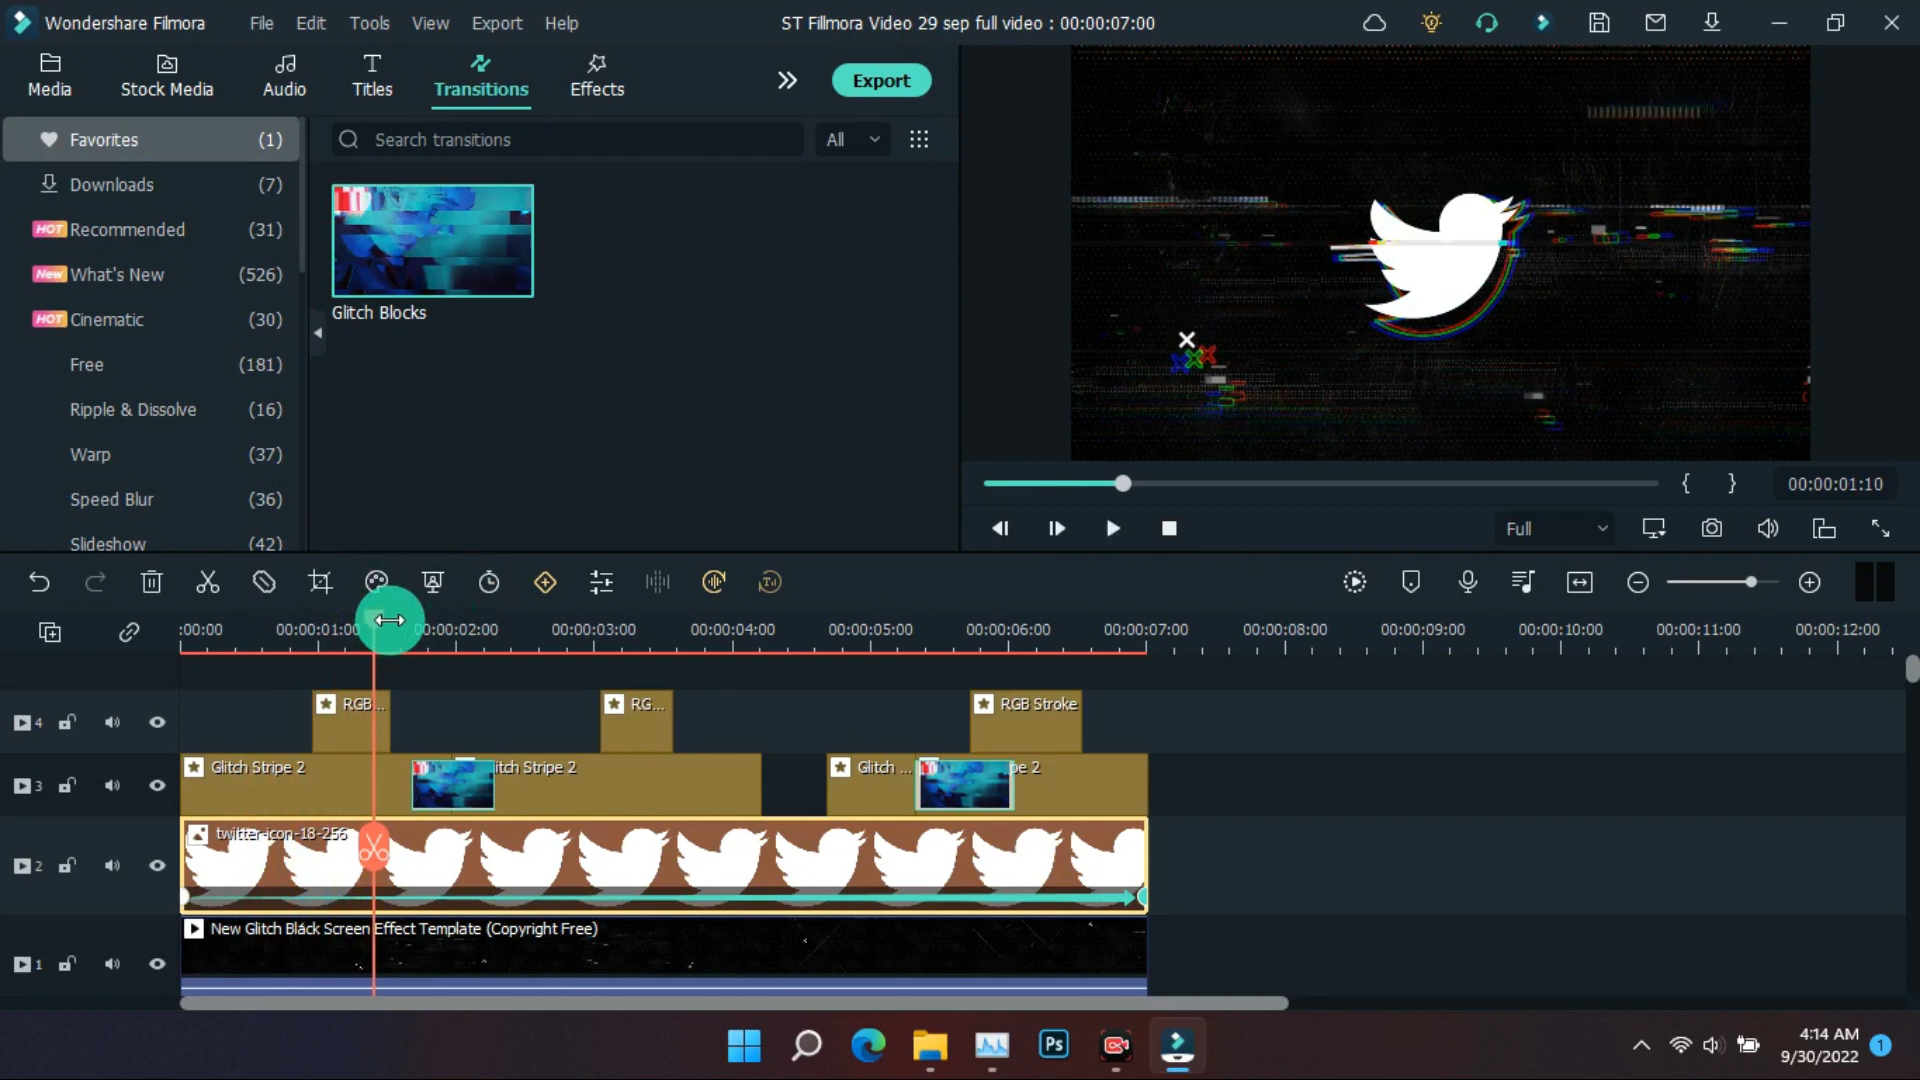 Wondershare Filmora
File Edit Tools View Export Help
ST Fillmora Video 29 sep full video : 00:00:07:00
Media
Stock Media
Audio
Titles
Transitions
Effects
Export
Favorites (1)
Search transitions
All
Downloads (7)
HOT Recommended (31)
New What's New (526)
HOT Cinematic (30)
Glitch Blocks
Free (181)
Ripple & Dissolve (16)
Warp (37)
Speed Blur (36)
Slideshow (42)
00:00:01:10
Full
:00:00 00:00:01:00 00:00:02:00 00:00:03:00 00:00:04:00 00:00:05:00 00:00:06:00 00:00:07:00 00:00:08:00 00:00:09:00 00:00:10:00 00:00:11:00 00:00:12:00
4
RGB...
RG...
RGB Stroke
3
Glitch Stripe 2
itch Stripe 2
Glitch ...
pe 2
2
twitter-icon-18-256
1
New Glitch Black Screen Effect Template (Copyright Free)
Ps
4:14 AM
9/30/2022
1